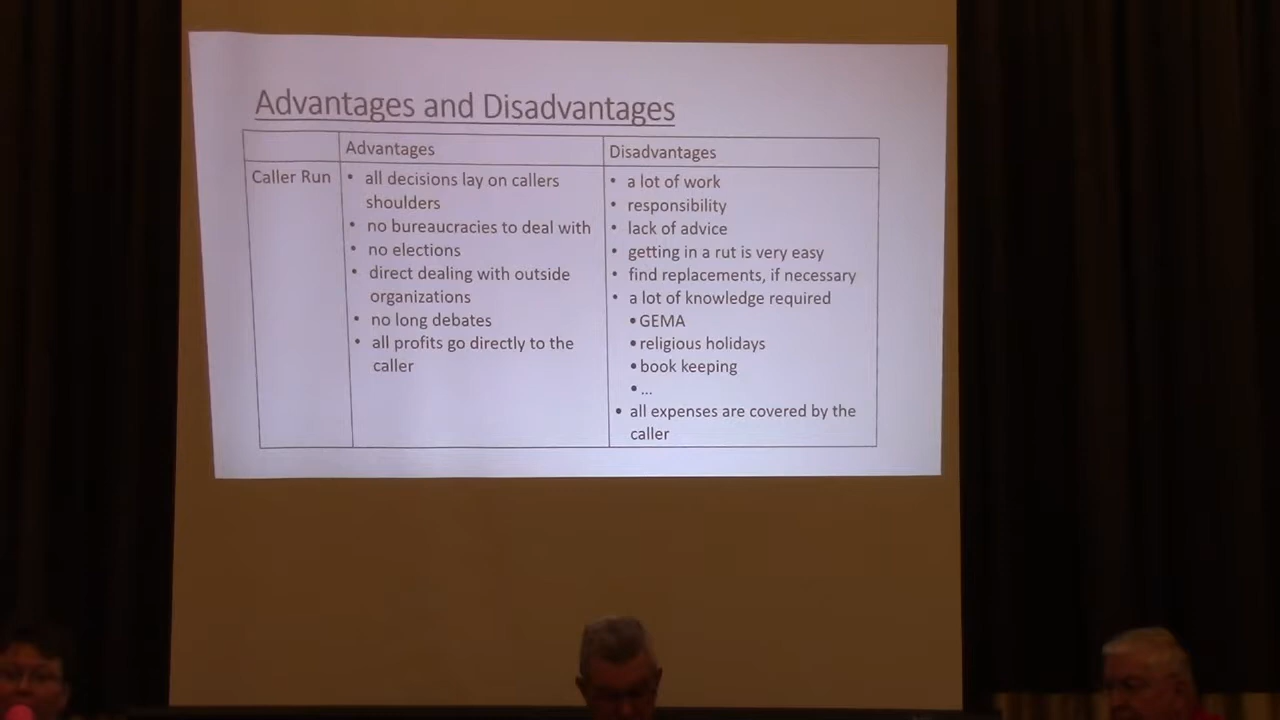 Advantages and Disadvantages
Advantages
Disadvantages
Caller Run
• all decisions lay on callers
shoulders
• no bureaucracies to deal with
• no elections
• direct dealing with outside
organizations
• no long debates
• all profits go directly to the
caller
• a lot of work
• responsibility
• lack of advice
• getting in a rut is very easy
• find replacements, if necessary
• a lot of knowledge required
• GEMA
• religious holidays
• book keeping
• ...
• all expenses are covered by the
caller